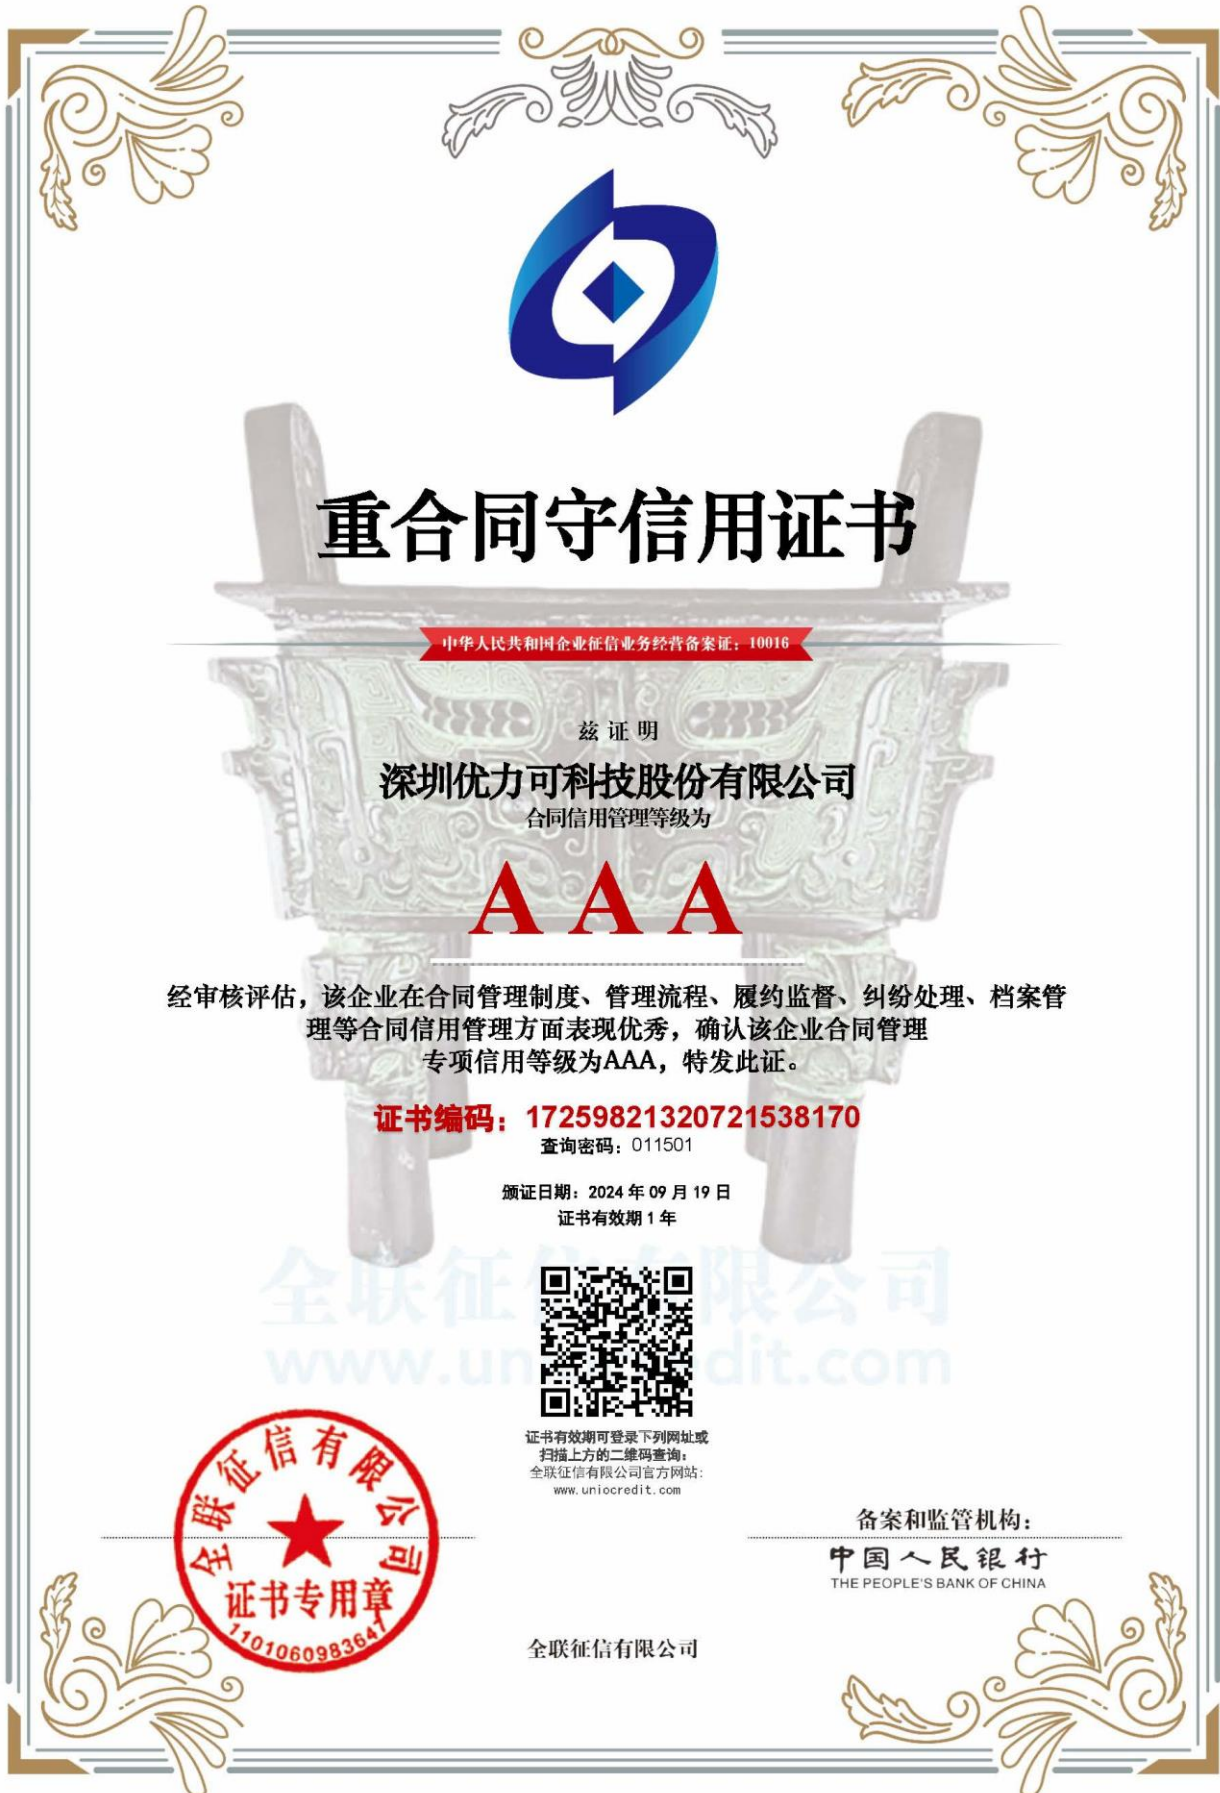 重合同守信用证书
中华人民共和国企业征信业务经营备案证：10016
兹证明
深圳优力可科技股份有限公司
合同信用管理等级为
AAA
经审核评估，该企业在合同管理制度、管理流程、履约监督、纠纷处理、档案管
理等合同信用管理方面表现优秀，确认该企业合同管理
专项信用等级为AAA，特发此证。
证书编码：17259821320721538170
查询密码：011501
颁证日期：2024年09月19日
证书有效期1年
全联征信有限公司
www.uniocredit.com
证书有效期可登录下列网址或
扫描上方的二维码查询：
全联征信有限公司官方网站：
www.uniocredit.com
全联征信有限公司
证书专用章
1101060983647
备案和监管机构：
中国人民银行
THE PEOPLE'S BANK OF CHINA
全联征信有限公司